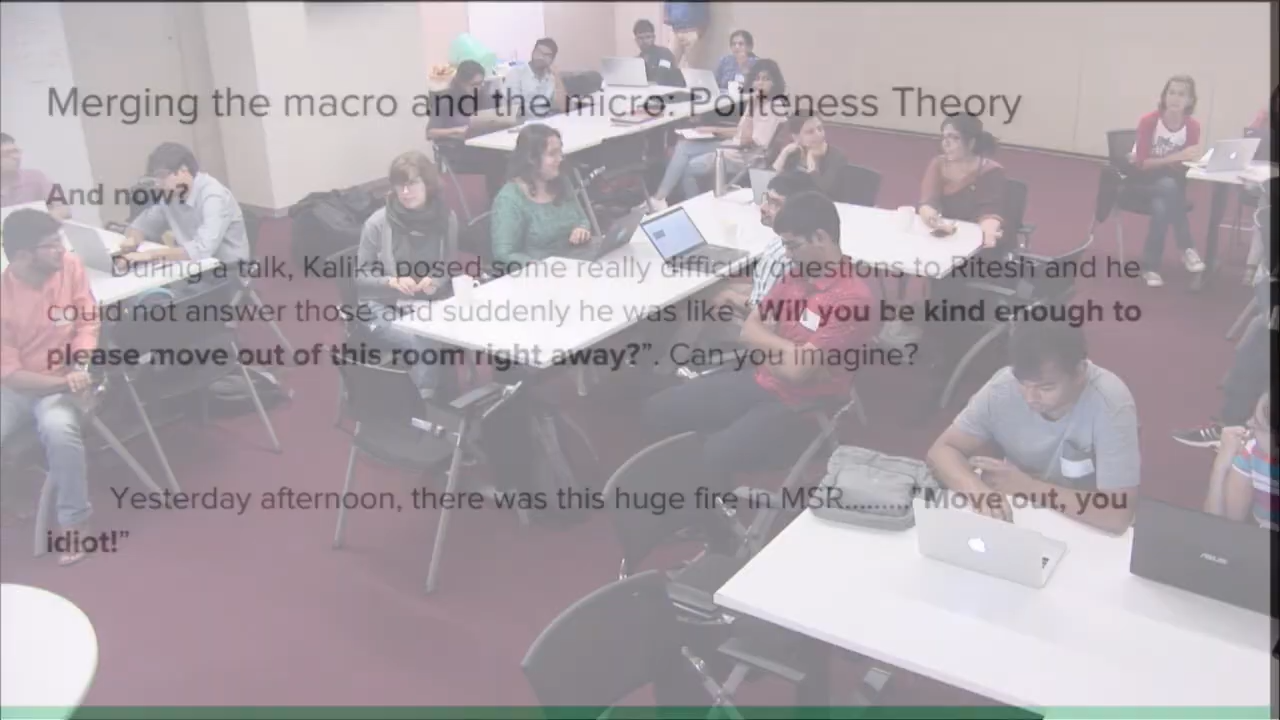 Merging the macro and the micro: Politeness Theory
And now?
During a talk, Kalika posed some really difficult questions to Ritesh and he
could not answer those and suddenly he was like “Will you be kind enough to
please move out of this room right away?”. Can you imagine?
Yesterday afternoon, there was this huge fire in MSR........”Move out, you
idiot!”
ASUS